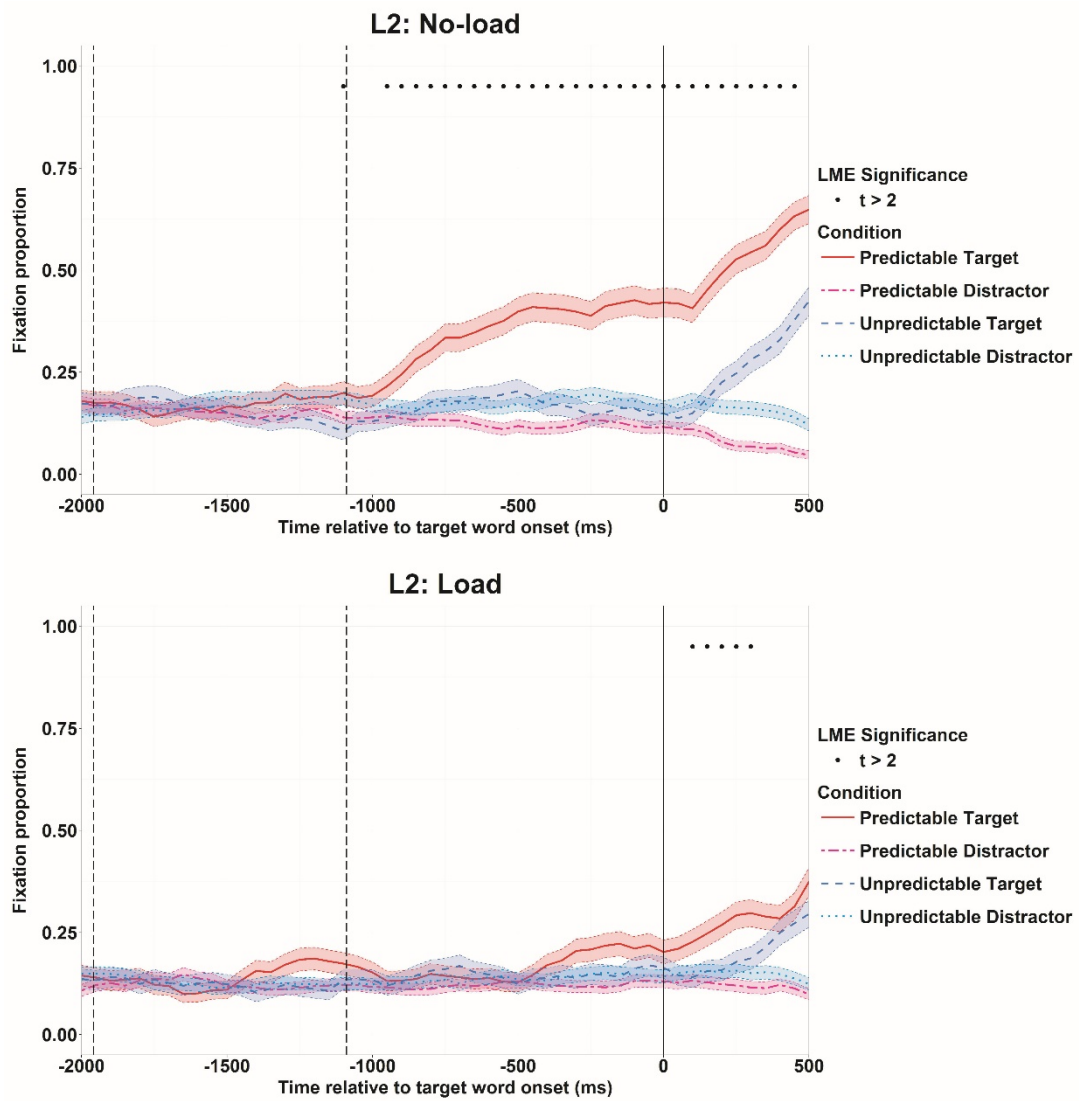 L2: No-load
1.00
0.75
0.50
0.25
0.00
Fixation proportion
-2000
-1500
-1000
-500
0
500
Time relative to target word onset (ms)
LME Significance
• t > 2
Condition
Predictable Target
Predictable Distractor
Unpredictable Target
Unpredictable Distractor
L2: Load
1.00
0.75
0.50
0.25
0.00
Fixation proportion
-2000
-1500
-1000
-500
0
500
Time relative to target word onset (ms)
LME Significance
• t > 2
Condition
Predictable Target
Predictable Distractor
Unpredictable Target
Unpredictable Distractor